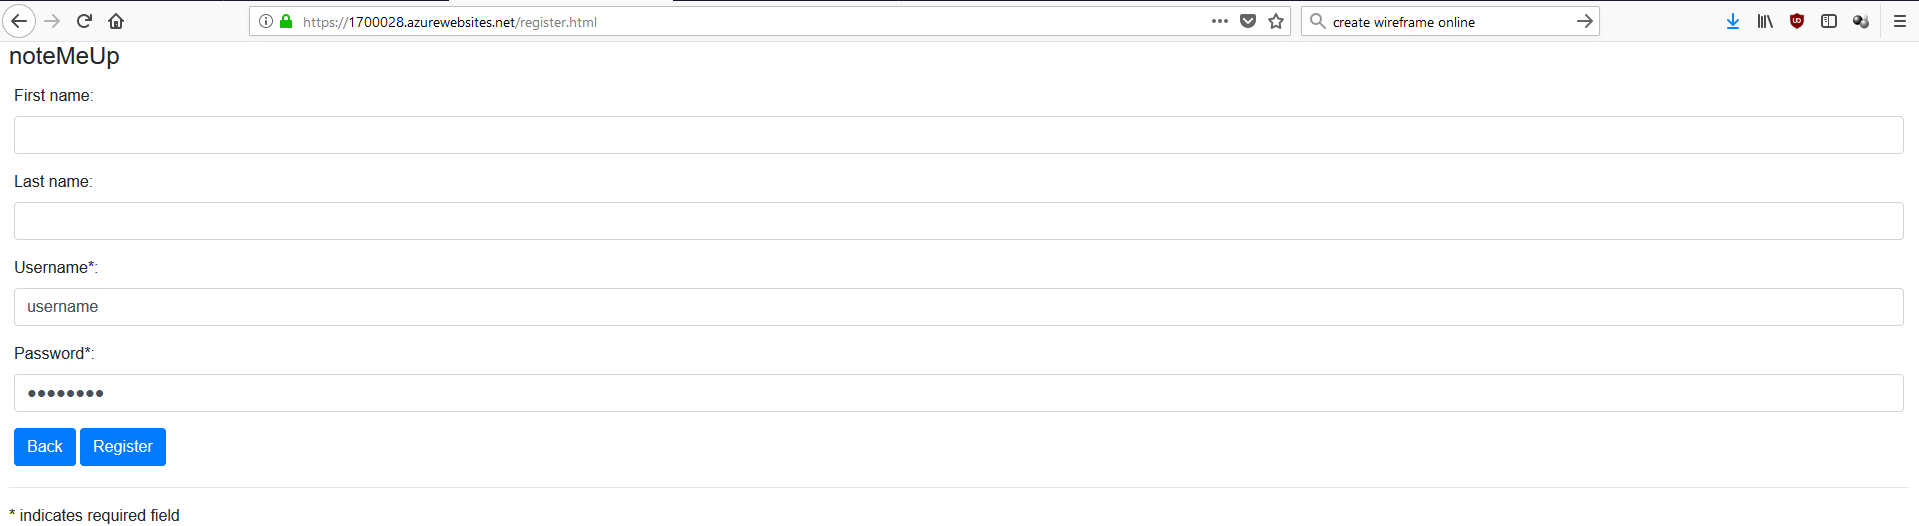 https://1700028.azurewebsites.net/register.html
create wireframe online
noteMeUp
First name:
Last name:
Username*:
username
Password*:
••••••••
Back Register
* indicates required field